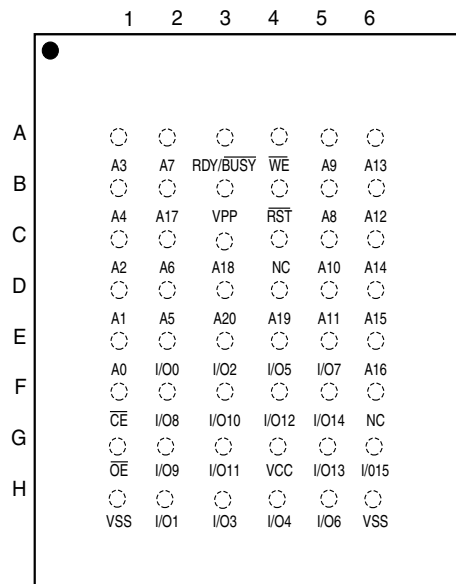 1 2 3 4 5 6
A
A3 A7 RDY/BUSY WE A9 A13
B
A4 A17 VPP RST A8 A12
C
A2 A6 A18 NC A10 A14
D
A1 A5 A20 A19 A11 A15
E
A0 I/O0 I/O2 I/O5 I/O7 A16
F
CE I/O8 I/O10 I/O12 I/O14 NC
G
OE I/O9 I/O11 VCC I/O13 I/015
H
VSS I/O1 I/O3 I/O4 I/O6 VSS